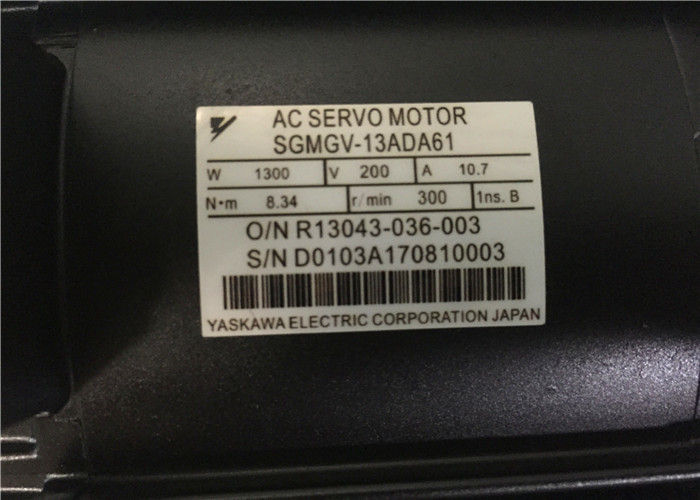 AC SERVO MOTOR
SGMGV-13ADA61
W 1300 V 200 A 10.7
N·m 8.34 r/min 300 1ns. B
O/N R13043-036-003
S/N D0103A170810003
YASKAWA ELECTRIC CORPORATION JAPAN